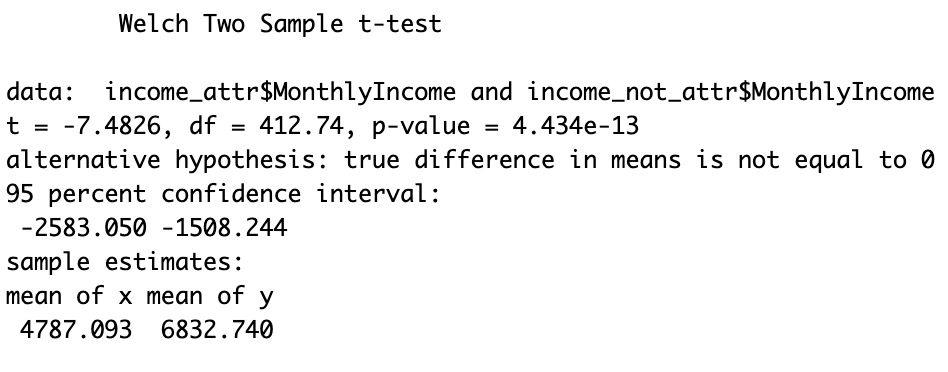 Welch Two Sample t-test
data:  income_attr$MonthlyIncome and income_not_attr$MonthlyIncome
t = -7.4826, df = 412.74, p-value = 4.434e-13
alternative hypothesis: true difference in means is not equal to 0
95 percent confidence interval:
 -2583.050 -1508.244
sample estimates:
mean of x mean of y
 4787.093  6832.740